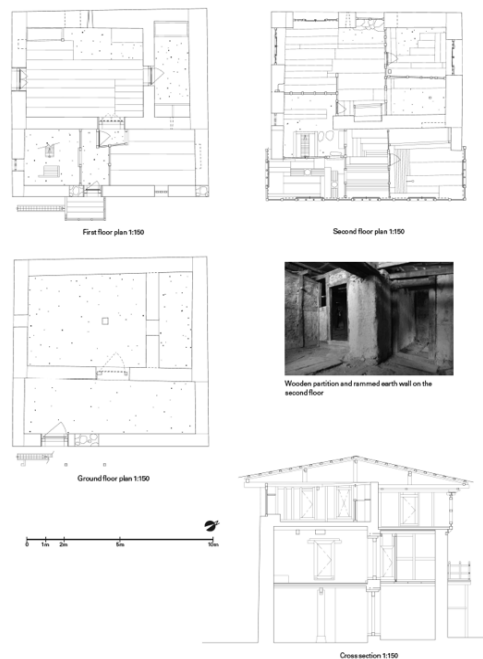 First floor plan 1:150
Second floor plan 1:150
Wooden partition and rammed earth wall on the
second floor
Ground floor plan 1:150
0 1m 2m 5m 10m
Cross section 1:150